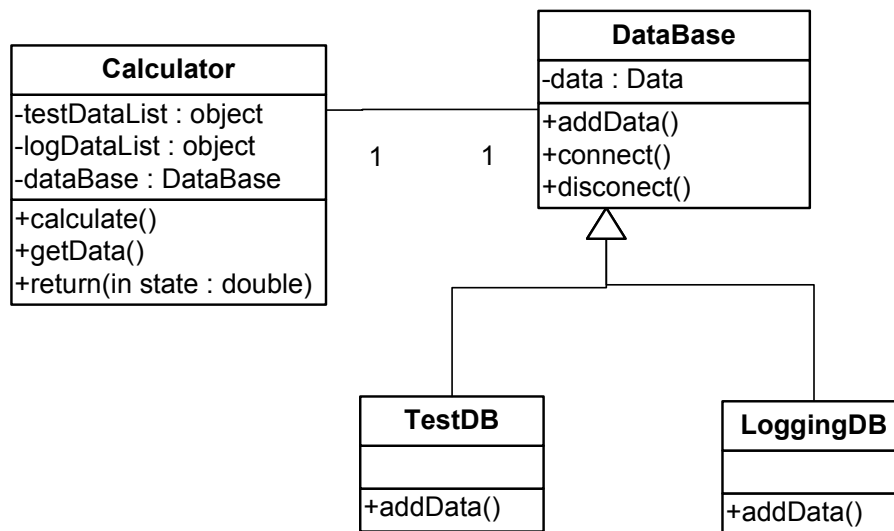 Calculator
-testDataList : object
-logDataList : object
-dataBase : DataBase
+calculate()
+getData()
+return(in state : double)
1
1
DataBase
-data : Data
+addData()
+connect()
+disconect()
TestDB
+addData()
LoggingDB
+addData()